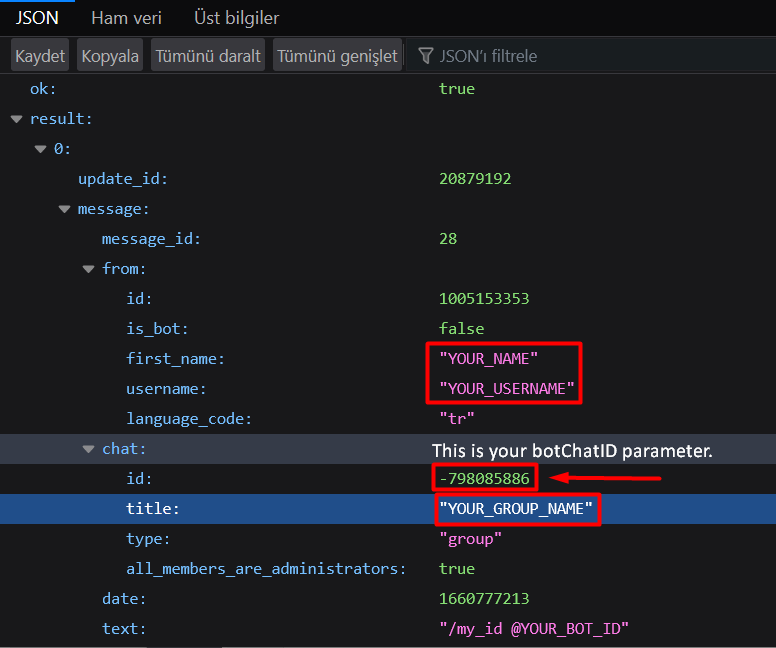 JSON Ham veri Üst bilgiler
Kaydet Kopyala Tümünü daralt Tümünü genişlet JSON'ı filtrele
ok: true
result:
0:
update_id: 20879192
message:
message_id: 28
from:
id: 1005153353
is_bot: false
first_name: "YOUR_NAME"
username: "YOUR_USERNAME"
language_code: "tr"
chat: This is your botChatID parameter.
id: -798085886
title: "YOUR_GROUP_NAME"
type: "group"
all_members_are_administrators: true
date: 1660777213
text: "/my_id @YOUR_BOT_ID"